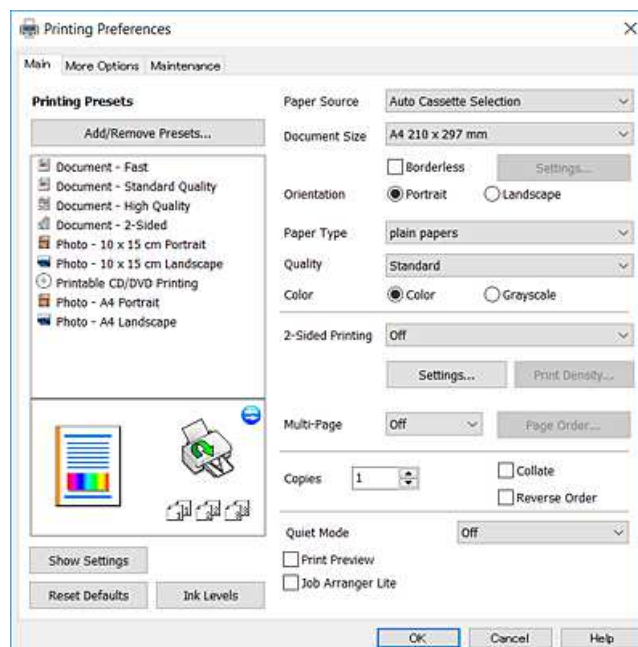 Printing Preferences
Main
More Options
Maintenance
Printing Presets
Add/Remove Presets...
Document - Fast
Document - Standard Quality
Document - High Quality
Document - 2-Sided
Photo - 10 x 15 cm Portrait
Photo - 10 x 15 cm Landscape
Printable CD/DVD Printing
Photo - A4 Portrait
Photo - A4 Landscape
Show Settings
Reset Defaults
Ink Levels
Paper Source
Auto Cassette Selection
Document Size
A4 210 x 297 mm
Borderless
Settings...
Orientation
Portrait
Landscape
Paper Type
plain papers
Quality
Standard
Color
Color
Grayscale
2-Sided Printing
Off
Settings...
Print Density...
Multi-Page
Off
Page Order...
Copies
1
Collate
Reverse Order
Quiet Mode
Off
Print Preview
Job Arranger Lite
OK
Cancel
Help